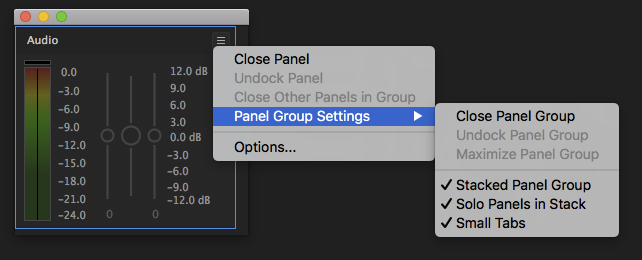 Audio
0.0
-3.0
-6.0
-9.0
-12.0
-15.0
-18.0
-21.0
-24.0
0
0
12.0 dB
9.0
6.0
3.0
0.0 dB
-3.0
-6.0
-9.0
-12.0 dB
Close Panel
Undock Panel
Close Other Panels in Group
Panel Group Settings
Options...
Close Panel Group
Undock Panel Group
Maximize Panel Group
Stacked Panel Group
Solo Panels in Stack
Small Tabs